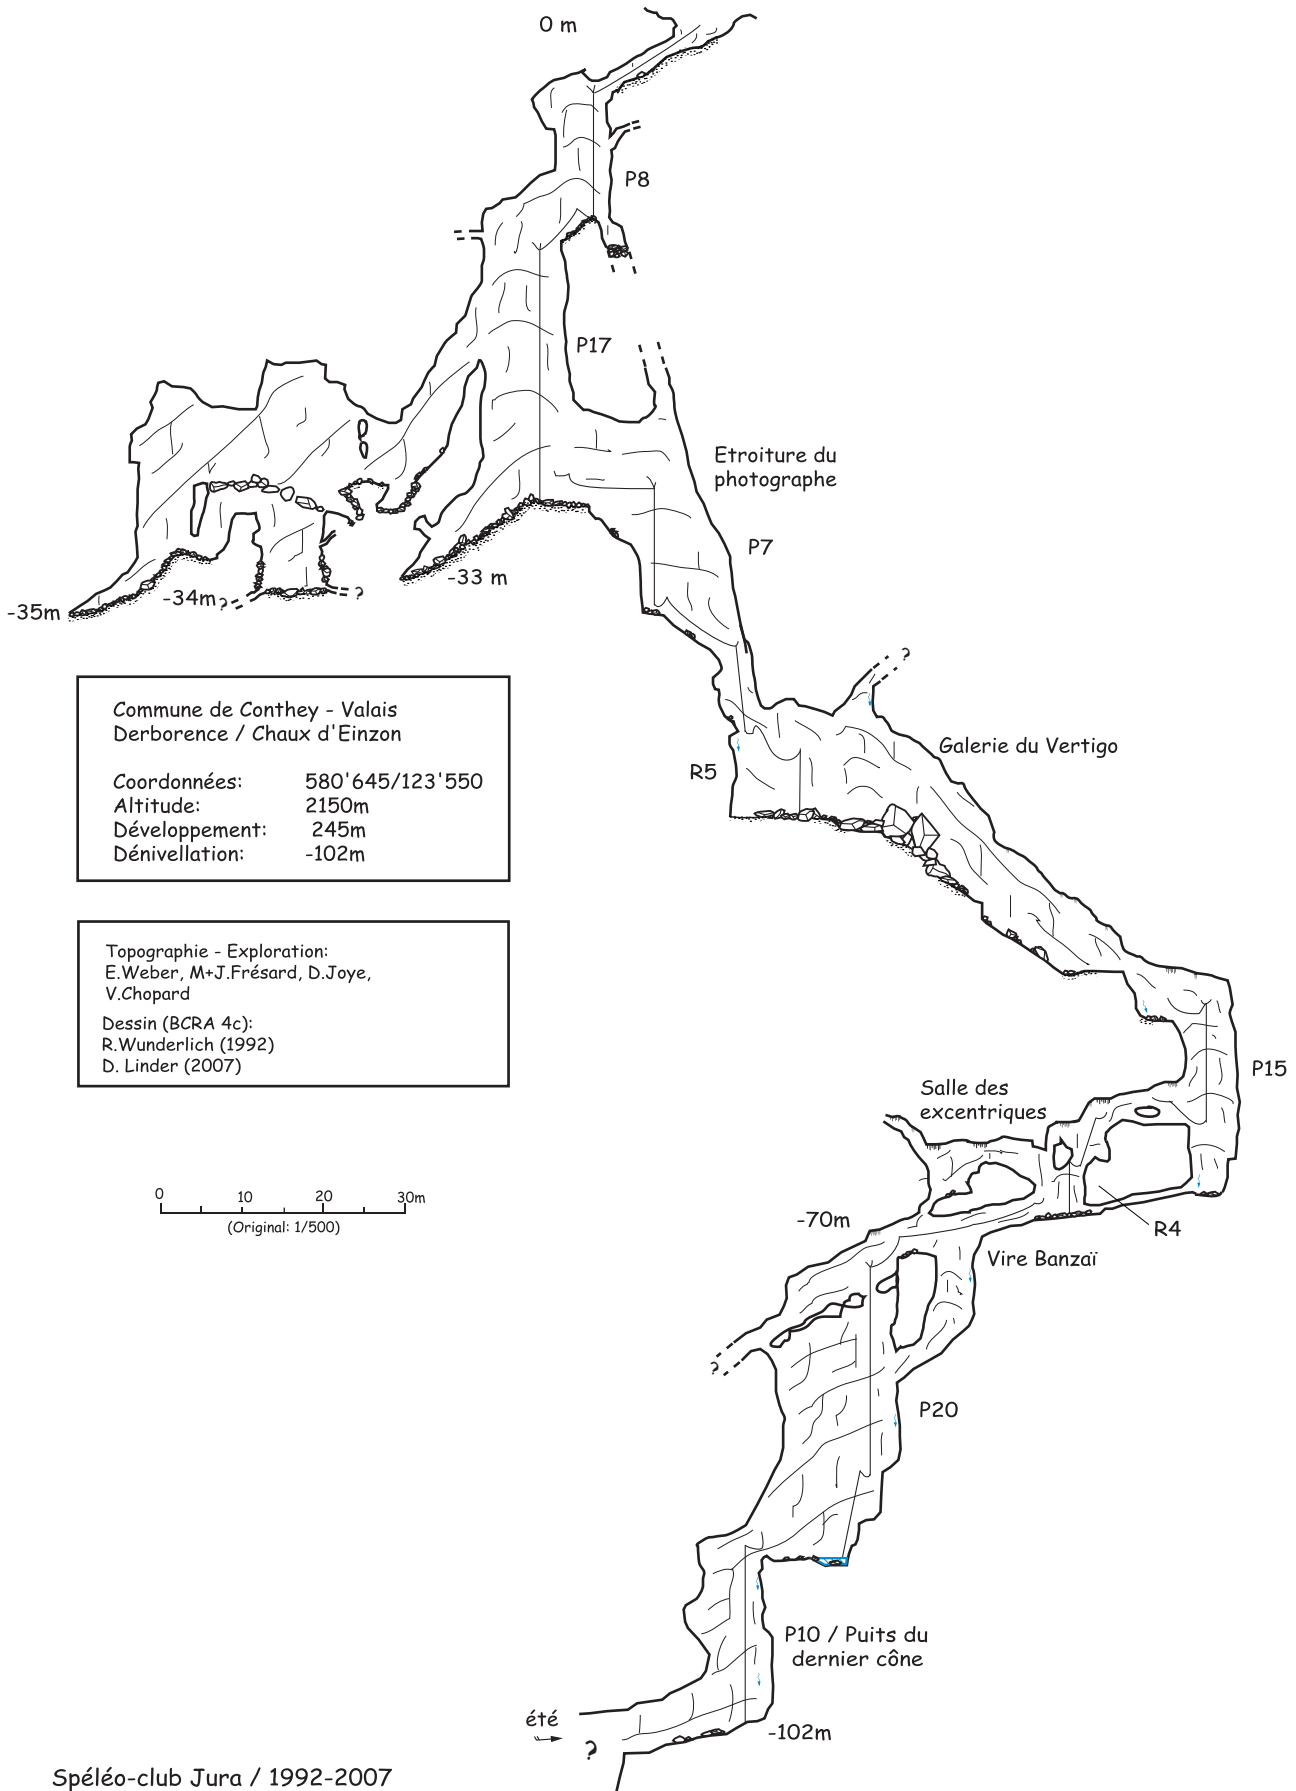 0 m
P8
P17
Etroiture du
photographe
P7
-33 m
-34m
?
?
-35m
?
Commune de Conthey - Valais
Derborence / Chaux d'Einzon
Coordonnées: 580'645/123'550
Altitude: 2150m
Développement: 245m
Dénivellation: -102m
Galerie du Vertigo
R5
Topographie - Exploration:
E.Weber, M+J.Frésard, D.Joye,
V.Chopard
Dessin (BCRA 4c):
R.Wunderlich (1992)
D. Linder (2007)
P15
Salle des
excentriques
0 10 20 30m
(Original: 1/500)
-70m
R4
Vire Banzaï
?
P20
P10 / Puits du
dernier cône
été
?
-102m
Spéléo-club Jura / 1992-2007